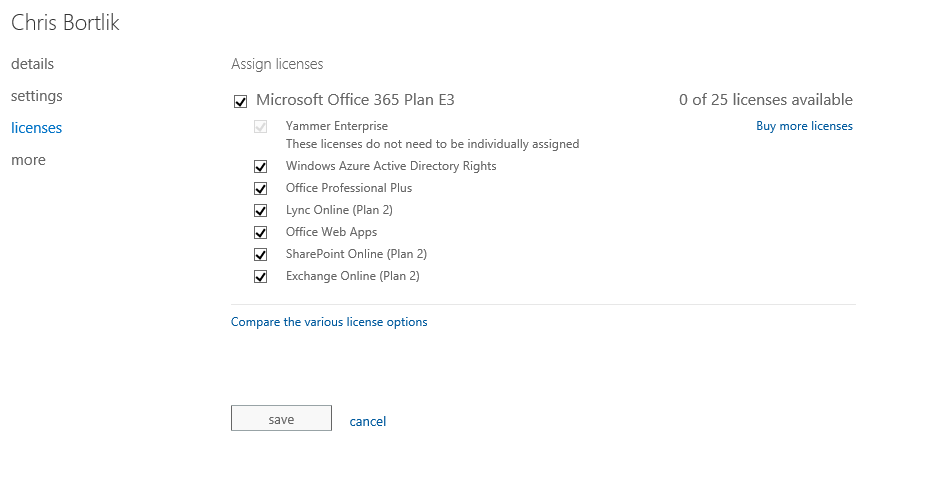 Chris Bortlik
details
settings
licenses
more
Assign licenses
Microsoft Office 365 Plan E3
0 of 25 licenses available
Buy more licenses
Yammer Enterprise
These licenses do not need to be individually assigned
Windows Azure Active Directory Rights
Office Professional Plus
Lync Online (Plan 2)
Office Web Apps
SharePoint Online (Plan 2)
Exchange Online (Plan 2)
Compare the various license options
save
cancel